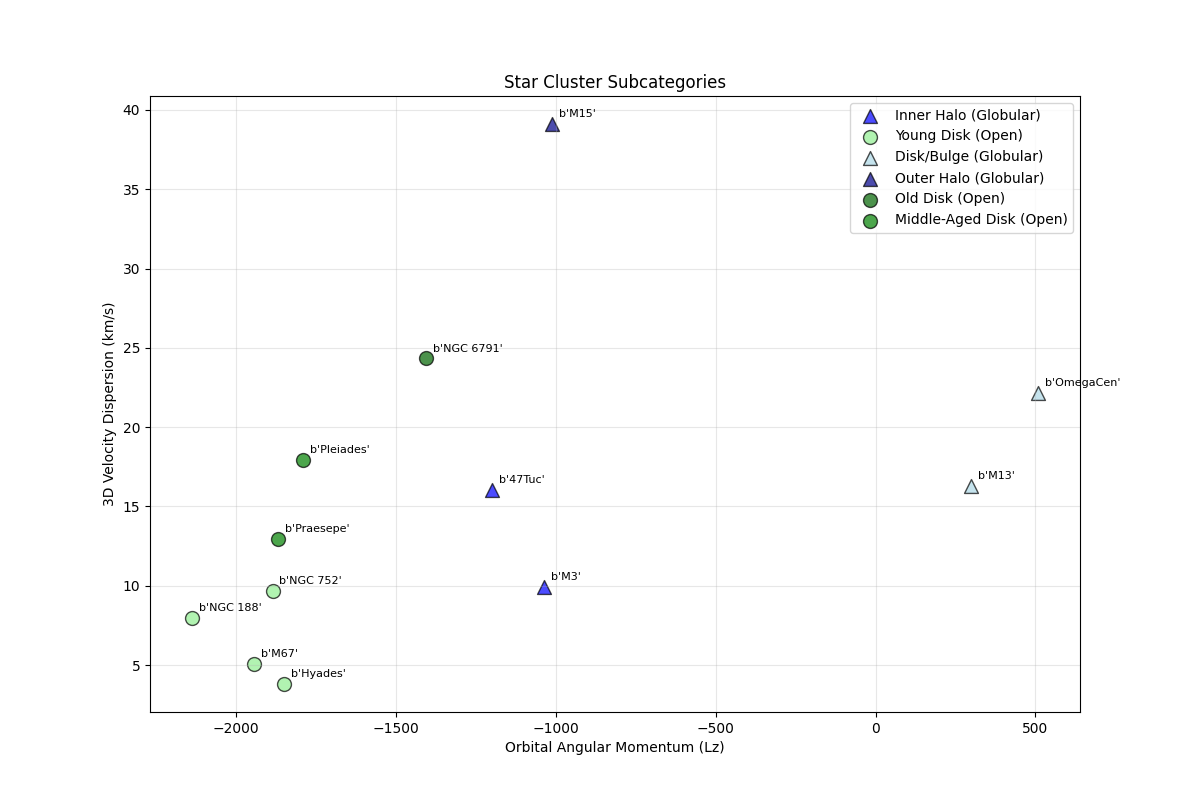 Star Cluster Subcategories
40
35
30
25
20
15
10
5
3D Velocity Dispersion (km/s)
b'M15'
Inner Halo (Globular)
Young Disk (Open)
Disk/Bulge (Globular)
Outer Halo (Globular)
Old Disk (Open)
Middle-Aged Disk (Open)
b'NGC 6791'
b'OmegaCen'
b'Pleiades'
b'47Tuc'
b'M13'
b'Praesepe'
b'NGC 752'
b'M3'
b'NGC 188'
b'M67'
b'Hyades'
−2000 −1500 −1000 −500 0 500
Orbital Angular Momentum (Lz)